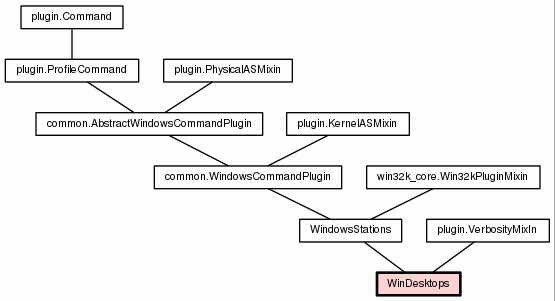 plugin.Command
plugin.ProfileCommand
plugin.PhysicalASMixin
common.AbstractWindowsCommandPlugin
plugin.KernelASMixin
common.WindowsCommandPlugin
win32k_core.Win32kPluginMixin
WindowsStations
plugin.VerbosityMixIn
WinDesktops